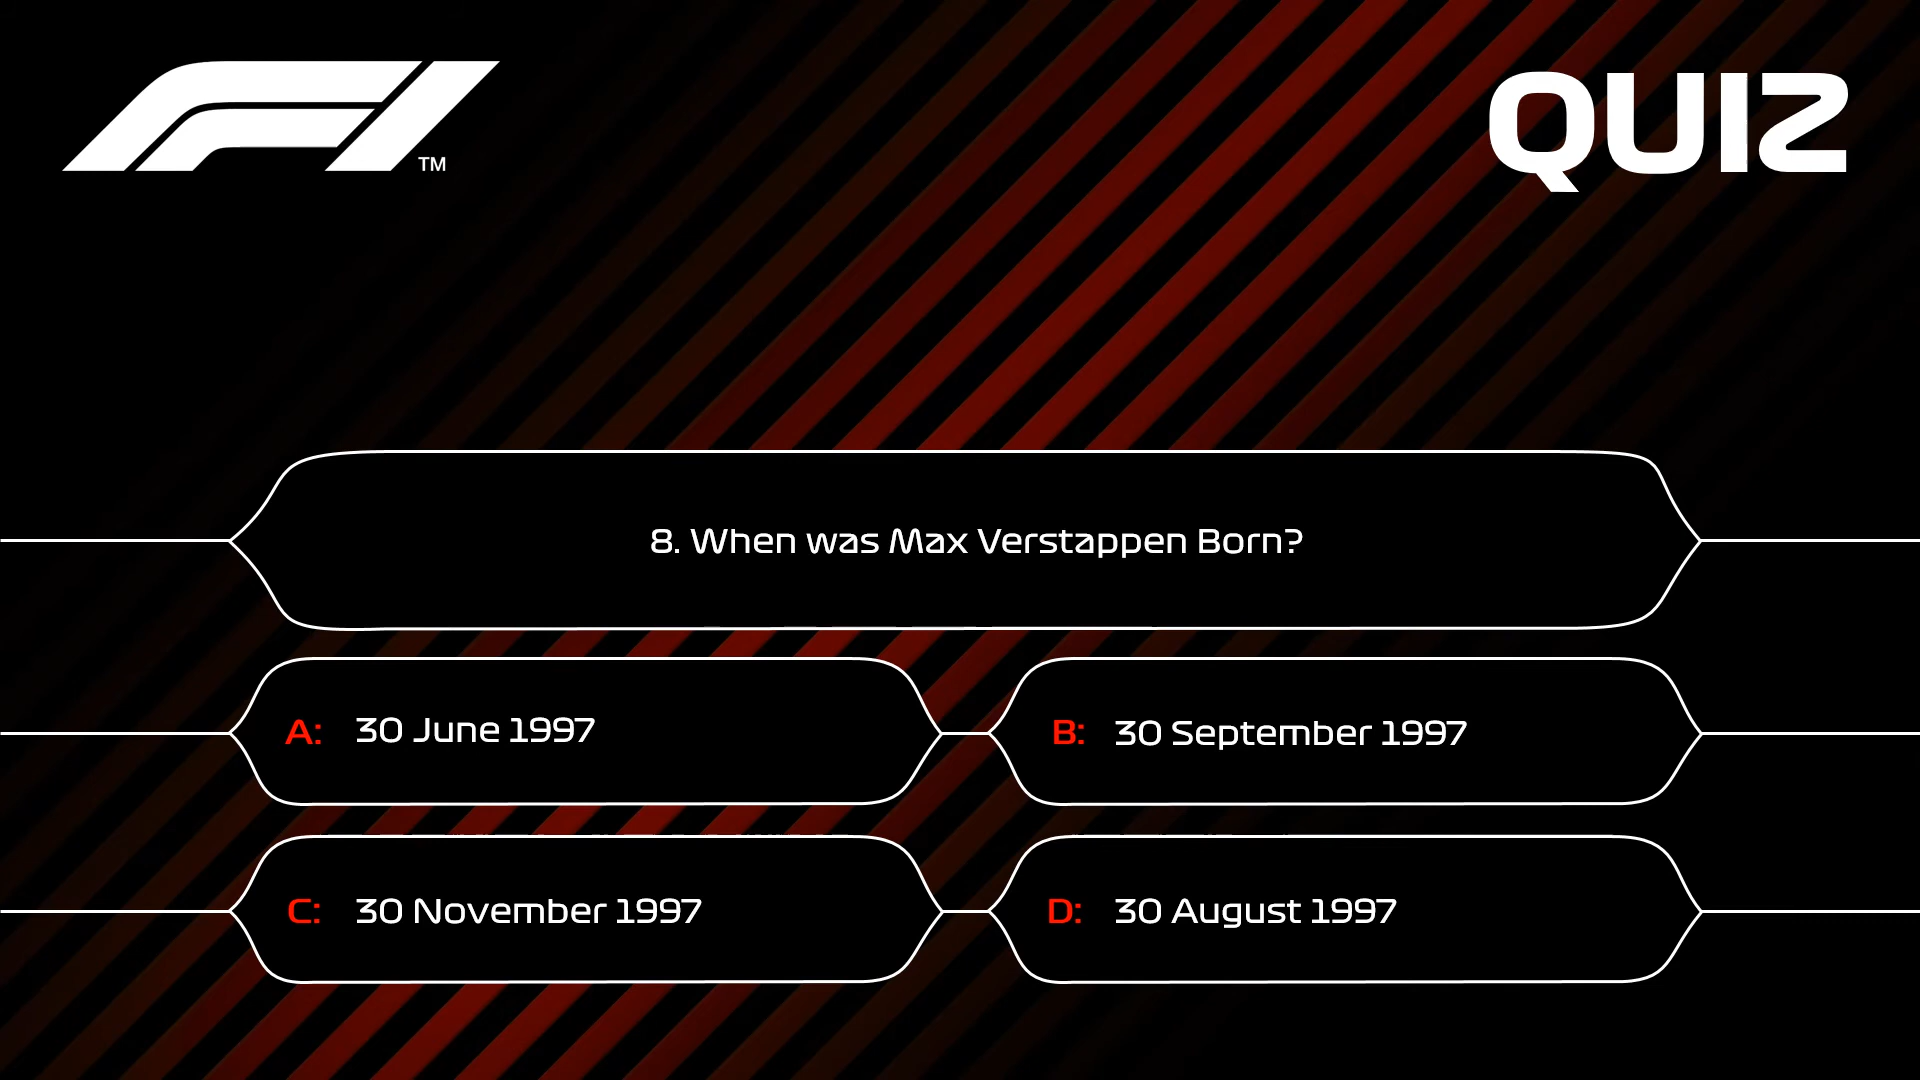 F1 TM
QUIZ
8. When was Max Verstappen Born?
A: 30 June 1997
B: 30 September 1997
C: 30 November 1997
D: 30 August 1997